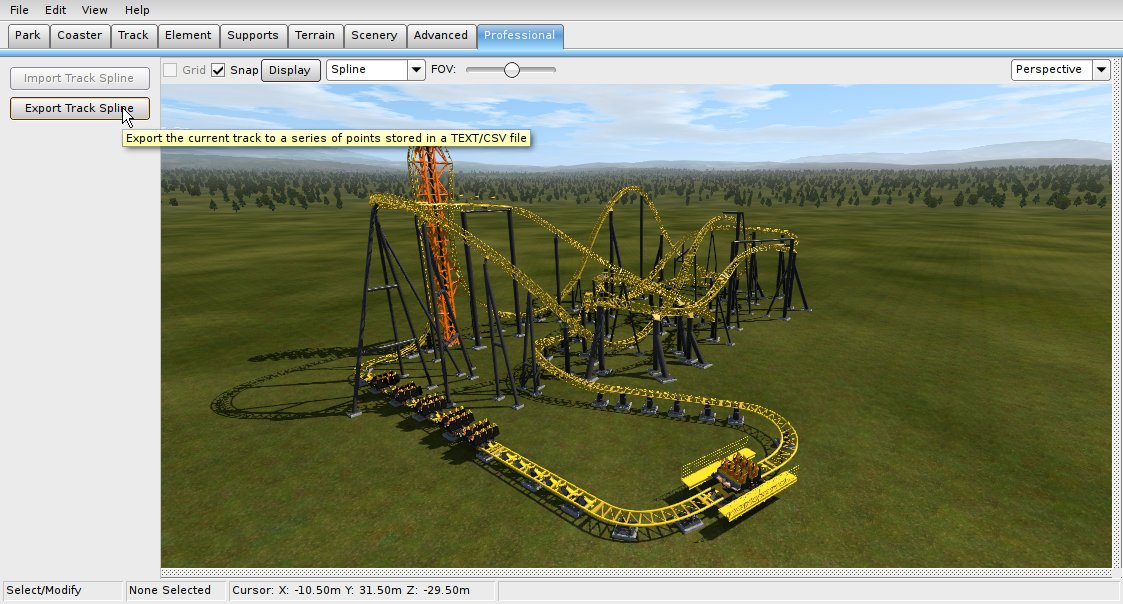 File Edit View Help
Park Coaster Track Element Supports Terrain Scenery Advanced Professional
Import Track Spline
Grid Snap Display Spline FOV: Perspective
Export Track Spline
Export the current track to a series of points stored in a TEXT/CSV file
Select/Modify None Selected Cursor: X: -10.50m Y: 31.50m Z: -29.50m